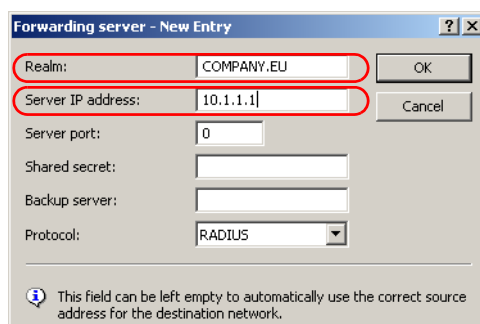 Forwarding server - New Entry
Realm: COMPANY.EU OK
Server IP address: 10.1.1.1 Cancel
Server port: 0
Shared secret:
Backup server:
Protocol: RADIUS
This field can be left empty to automatically use the correct source
address for the destination network.